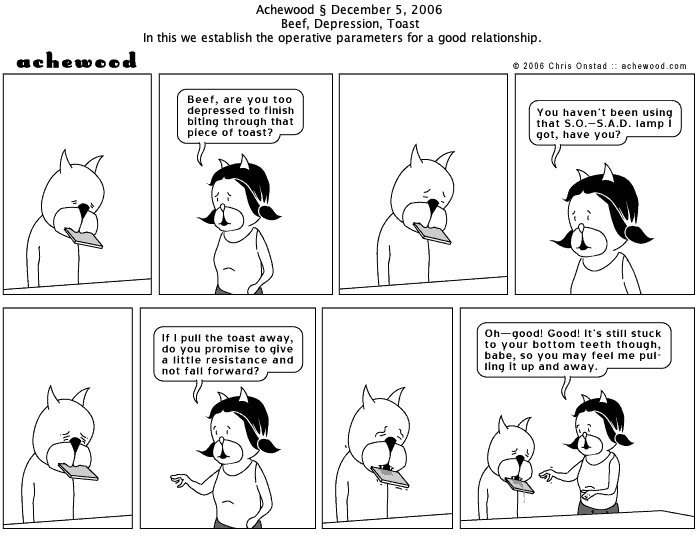 Achewood § December 5, 2006
Beef, Depression, Toast
In this we establish the operative parameters for a good relationship.
achewood
© 2006 Chris Onstad :: achewood.com
Beef, are you too
depressed to finish
biting through that
piece of toast?
You haven't been using
that S.O.—S.A.D. lamp I
got, have you?
If I pull the toast away,
do you promise to give
a little resistance and
not fall forward?
Oh—good! Good! It's still stuck
to your bottom teeth though,
babe, so you may feel me pul-
ling it up and away.